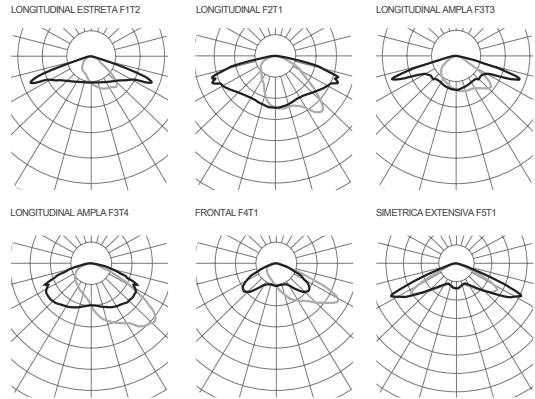 LONGITUDINAL ESTRETA F1T2
LONGITUDINAL F2T1
LONGITUDINAL AMPLA F3T3
LONGITUDINAL AMPLA F3T4
FRONTAL F4T1
SIMETRICA EXTENSIVA F5T1